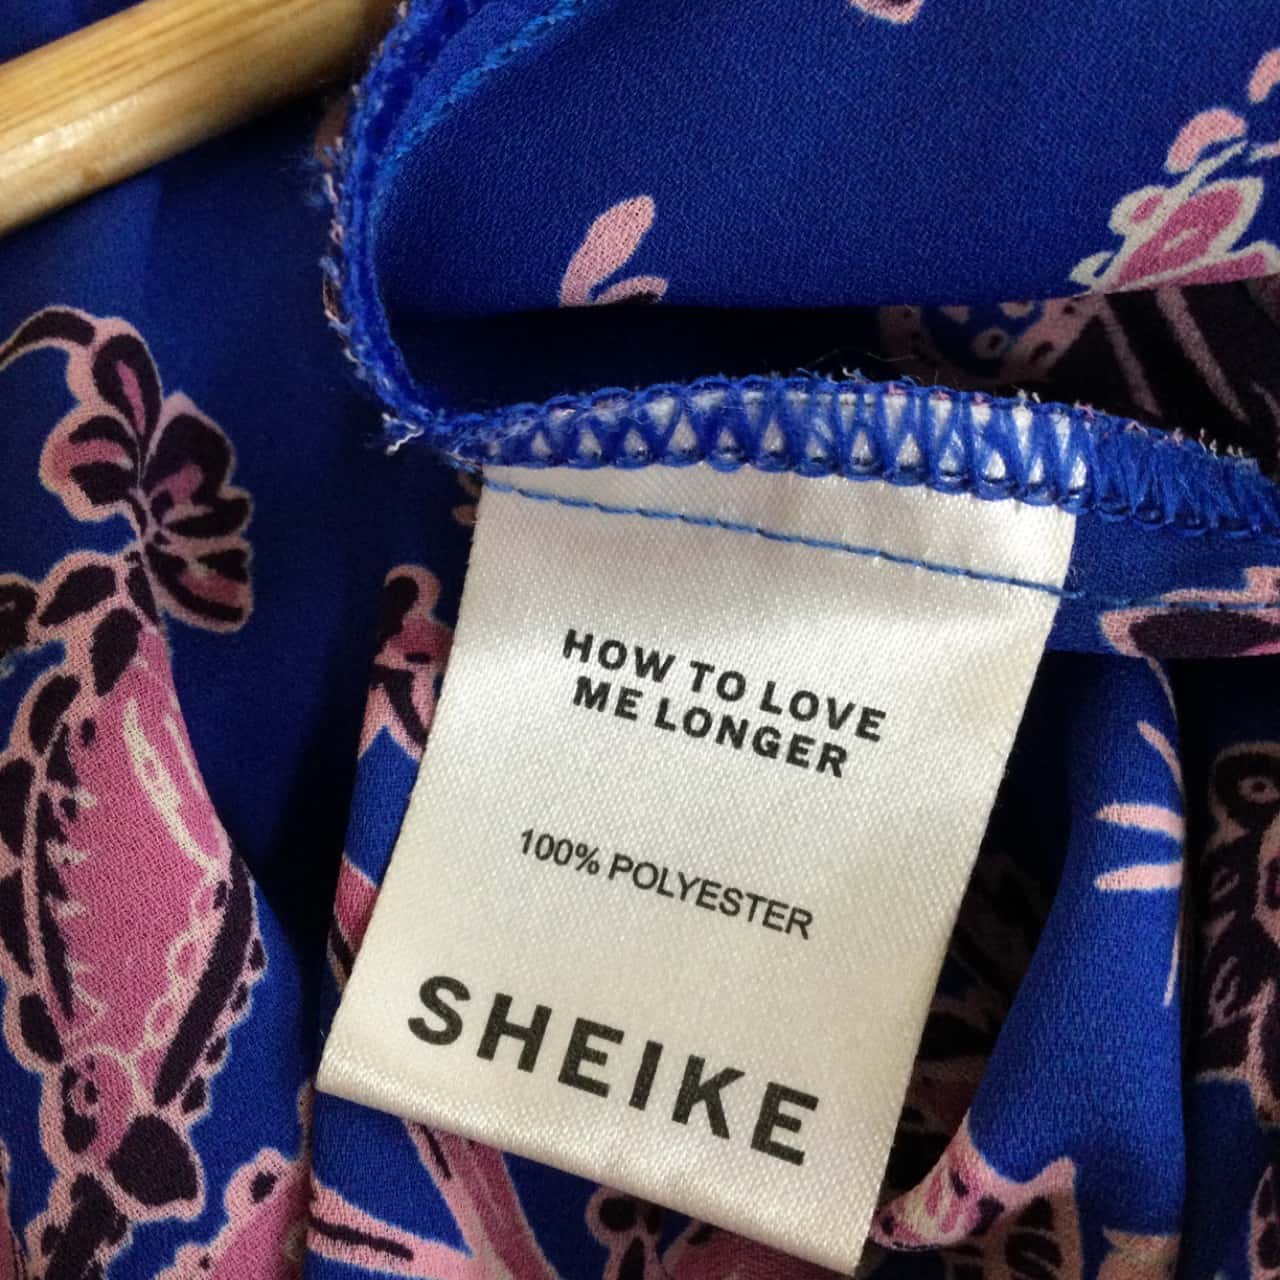 HOW TO LOVE
ME LONGER
100% POLYESTER
SHEIKE